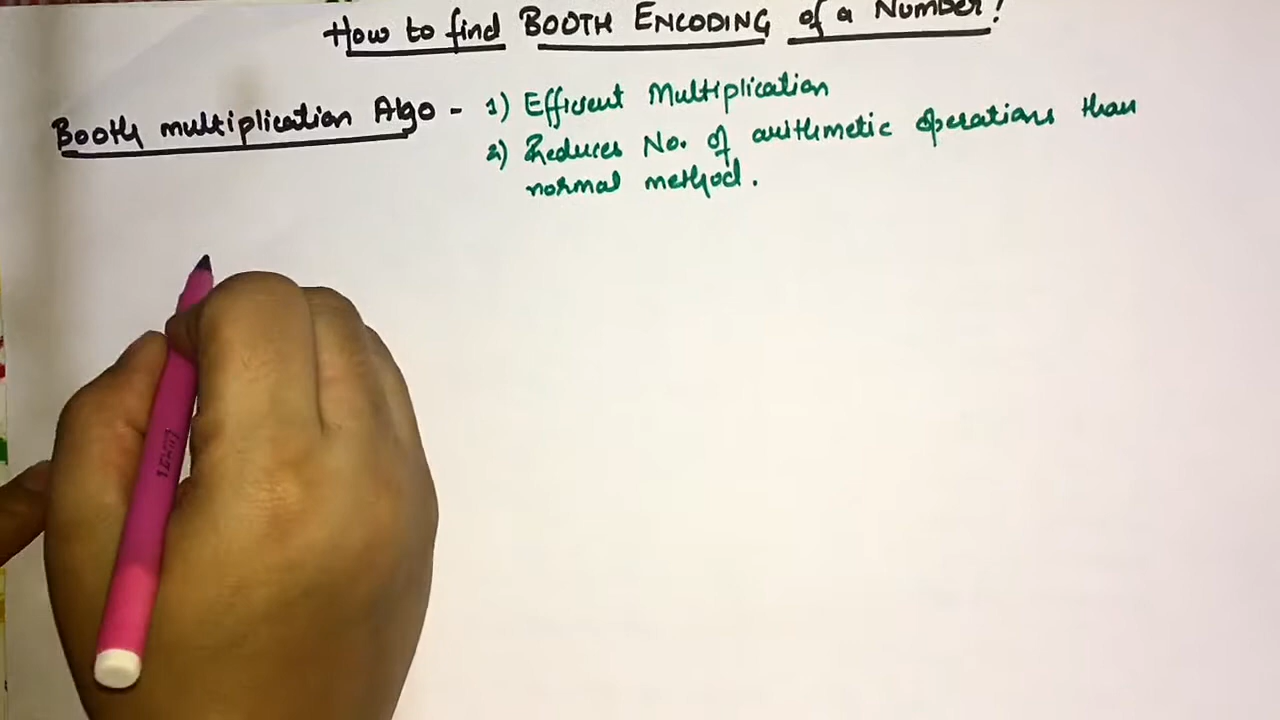 How to find BOOTH ENCODING of a Number!
Booth multiplication Algo - 1) Efficient Multiplication
2) Reduces No. of arithmetic operations than
normal method.